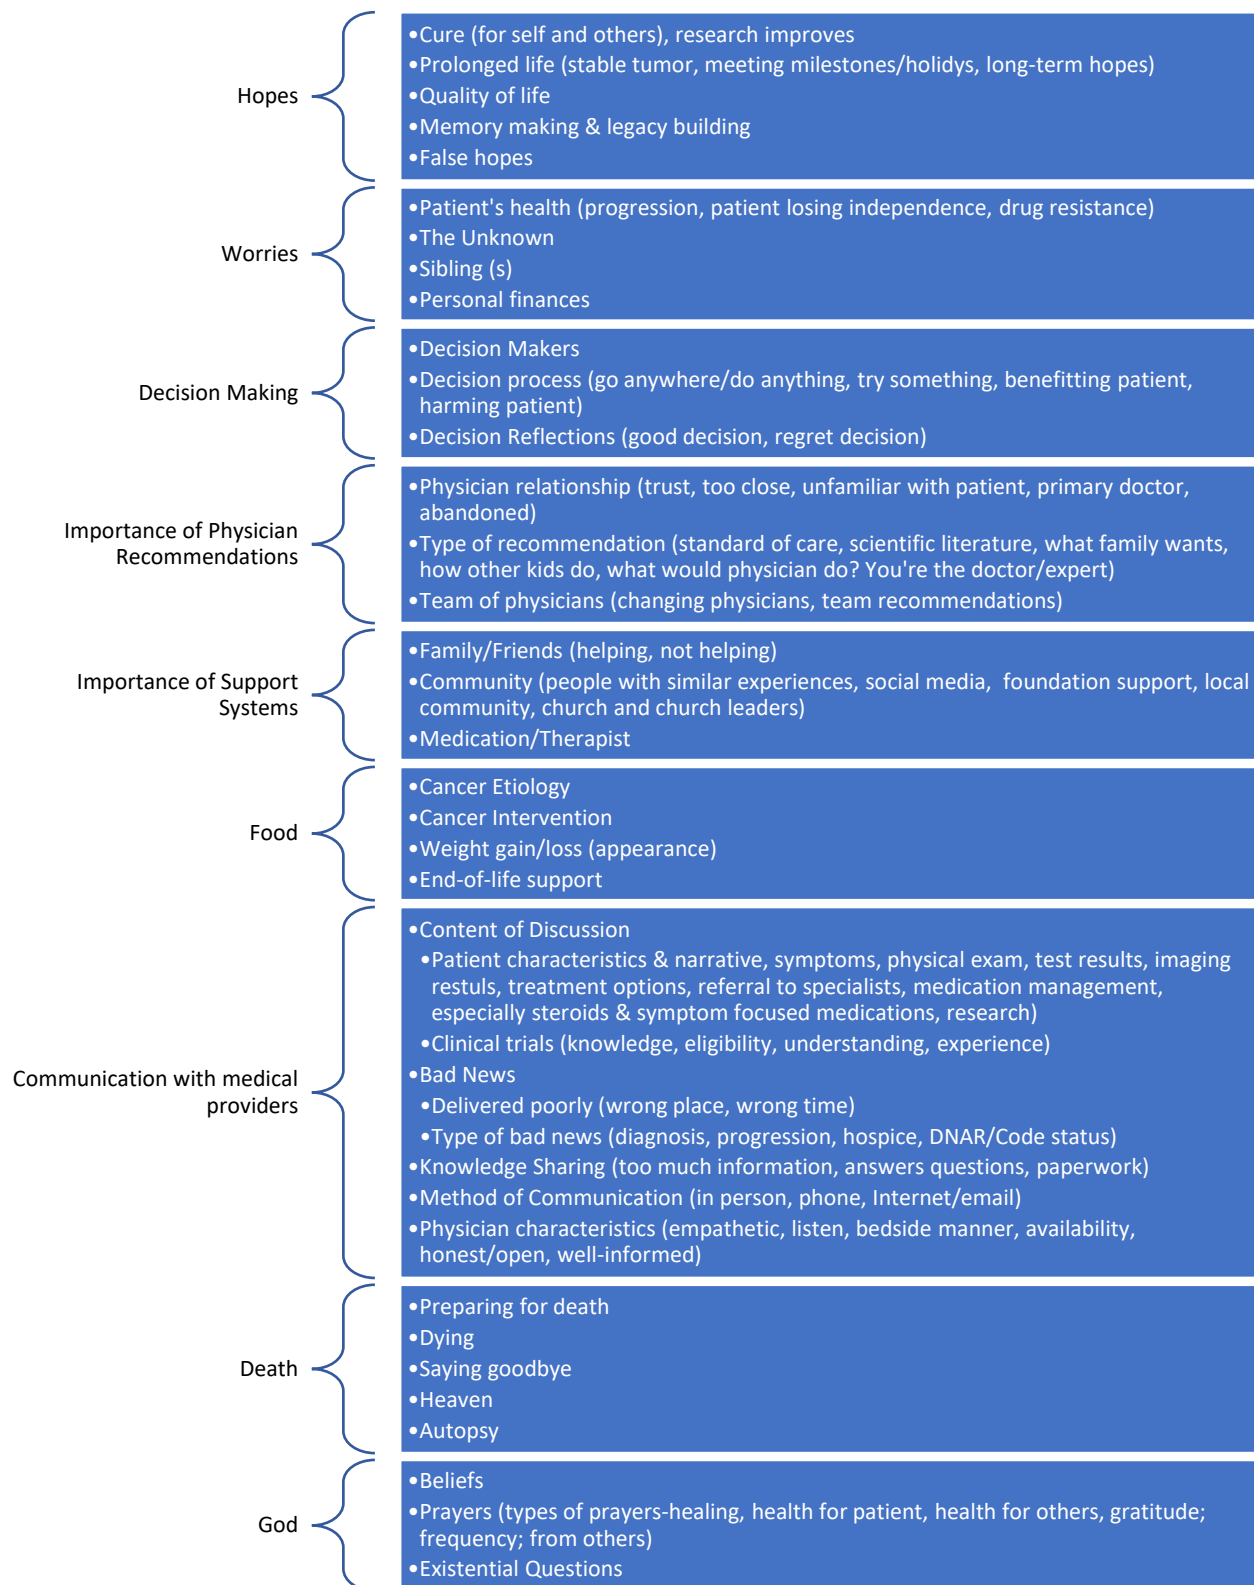 Hopes
•Cure (for self and others), research improves
•Prolonged life (stable tumor, meeting milestones/holidys, long-term hopes)
•Quality of life
•Memory making & legacy building
•False hopes
Worries
•Patient's health (progression, patient losing independence, drug resistance)
•The Unknown
•Sibling (s)
•Personal finances
Decision Making
•Decision Makers
•Decision process (go anywhere/do anything, try something, benefitting patient,
harming patient)
•Decision Reflections (good decision, regret decision)
Importance of Physician
Recommendations
•Physician relationship (trust, too close, unfamiliar with patient, primary doctor,
abandoned)
•Type of recommendation (standard of care, scientific literature, what family wants,
how other kids do, what would physician do? You're the doctor/expert)
•Team of physicians (changing physicians, team recommendations)
Importance of Support
Systems
•Family/Friends (helping, not helping)
•Community (people with similar experiences, social media, foundation support, local
community, church and church leaders)
•Medication/Therapist
Food
•Cancer Etiology
•Cancer Intervention
•Weight gain/loss (appearance)
•End-of-life support
Communication with medical
providers
•Content of Discussion
•Patient characteristics & narrative, symptoms, physical exam, test results, imaging
restuls, treatment options, referral to specialists, medication management,
especially steroids & symptom focused medications, research)
•Clinical trials (knowledge, eligibility, understanding, experience)
•Bad News
•Delivered poorly (wrong place, wrong time)
•Type of bad news (diagnosis, progression, hospice, DNAR/Code status)
•Knowledge Sharing (too much information, answers questions, paperwork)
•Method of Communication (in person, phone, Internet/email)
•Physician characteristics (empathetic, listen, bedside manner, availability,
honest/open, well-informed)
Death
•Preparing for death
•Dying
•Saying goodbye
•Heaven
•Autopsy
God
•Beliefs
•Prayers (types of prayers-healing, health for patient, health for others, gratitude;
frequency; from others)
•Existential Questions